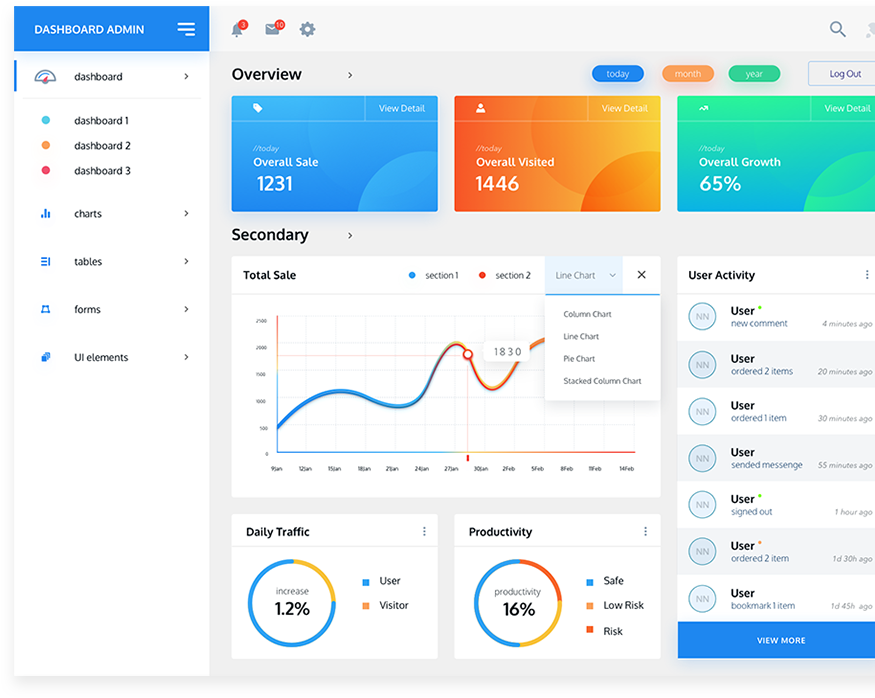 DASHBOARD ADMIN
3
10
dashboard
dashboard 1
dashboard 2
dashboard 3
charts
tables
forms
UI elements
Overview
today
month
year
Log Out
View Detail
//today
Overall Sale
1231
View Detail
//today
Overall Visited
1446
View Detail
//today
Overall Growth
65%
Secondary
Total Sale
section 1
section 2
Line Chart
Column Chart
Line Chart
Pie Chart
Stacked Column Chart
2500
2000
1500
1000
500
0
1830
9Jan 12Jan 15Jan 18Jan 21Jan 24Jan 27Jan 30Jan 2Feb 5Feb 8Feb 11Feb 14Feb
User Activity
NN
User
new comment
4 minutes ago
NN
User
ordered 2 items
20 minutes ago
NN
User
ordered 1 item
30 minutes ago
NN
User
sended messenge
55 minutes ago
NN
User
signed out
1 hour ago
NN
User
ordered 2 item
1d 30h ago
NN
User
bookmark 1 item
1d 45h ago
VIEW MORE
Daily Traffic
increase
1.2%
User
Visitor
Productivity
productivity
16%
Safe
Low Risk
Risk